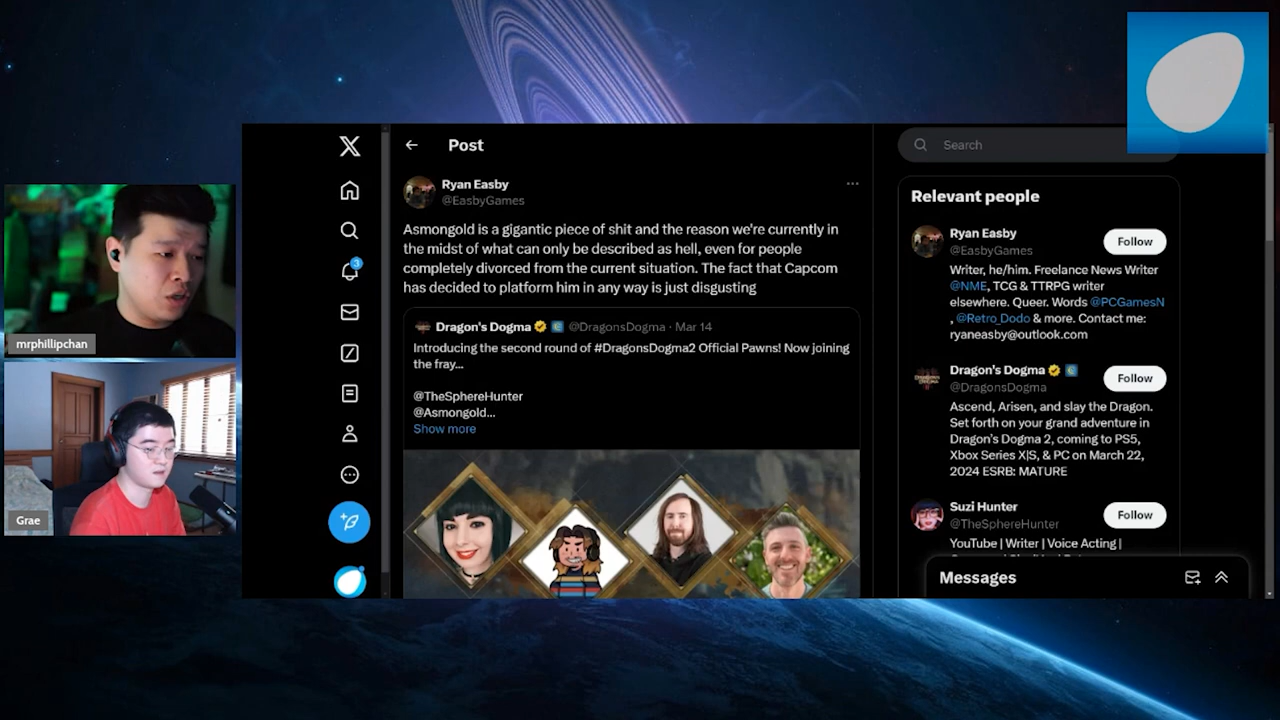 mrphillipchan
Grae
X
Post
Ryan Easby
@EasbyGames
Asmongold is a gigantic piece of shit and the reason we're currently in
the midst of what can only be described as hell, even for people
completely divorced from the current situation. The fact that Capcom
has decided to platform him in any way is just disgusting
Dragon's Dogma @DragonsDogma · Mar 14
Introducing the second round of #DragonsDogma2 Official Pawns! Now joining
the fray...
@TheSphereHunter
@Asmongold...
Show more
3
Search
Relevant people
Ryan Easby
@EasbyGames
Follow
Writer, he/him. Freelance News Writer
@NME, TCG & TTRPG writer
elsewhere. Queer. Words @PCGamesN
, @Retro_Dodo & more. Contact me:
ryaneasby@outlook.com
Dragon's Dogma
@DragonsDogma
Follow
Ascend, Arisen, and slay the Dragon.
Set forth on your grand adventure in
Dragon's Dogma 2, coming to PS5,
Xbox Series X|S, & PC on March 22,
2024 ESRB: MATURE
Suzi Hunter
@TheSphereHunter
Follow
YouTube | Writer | Voice Acting |
Messages